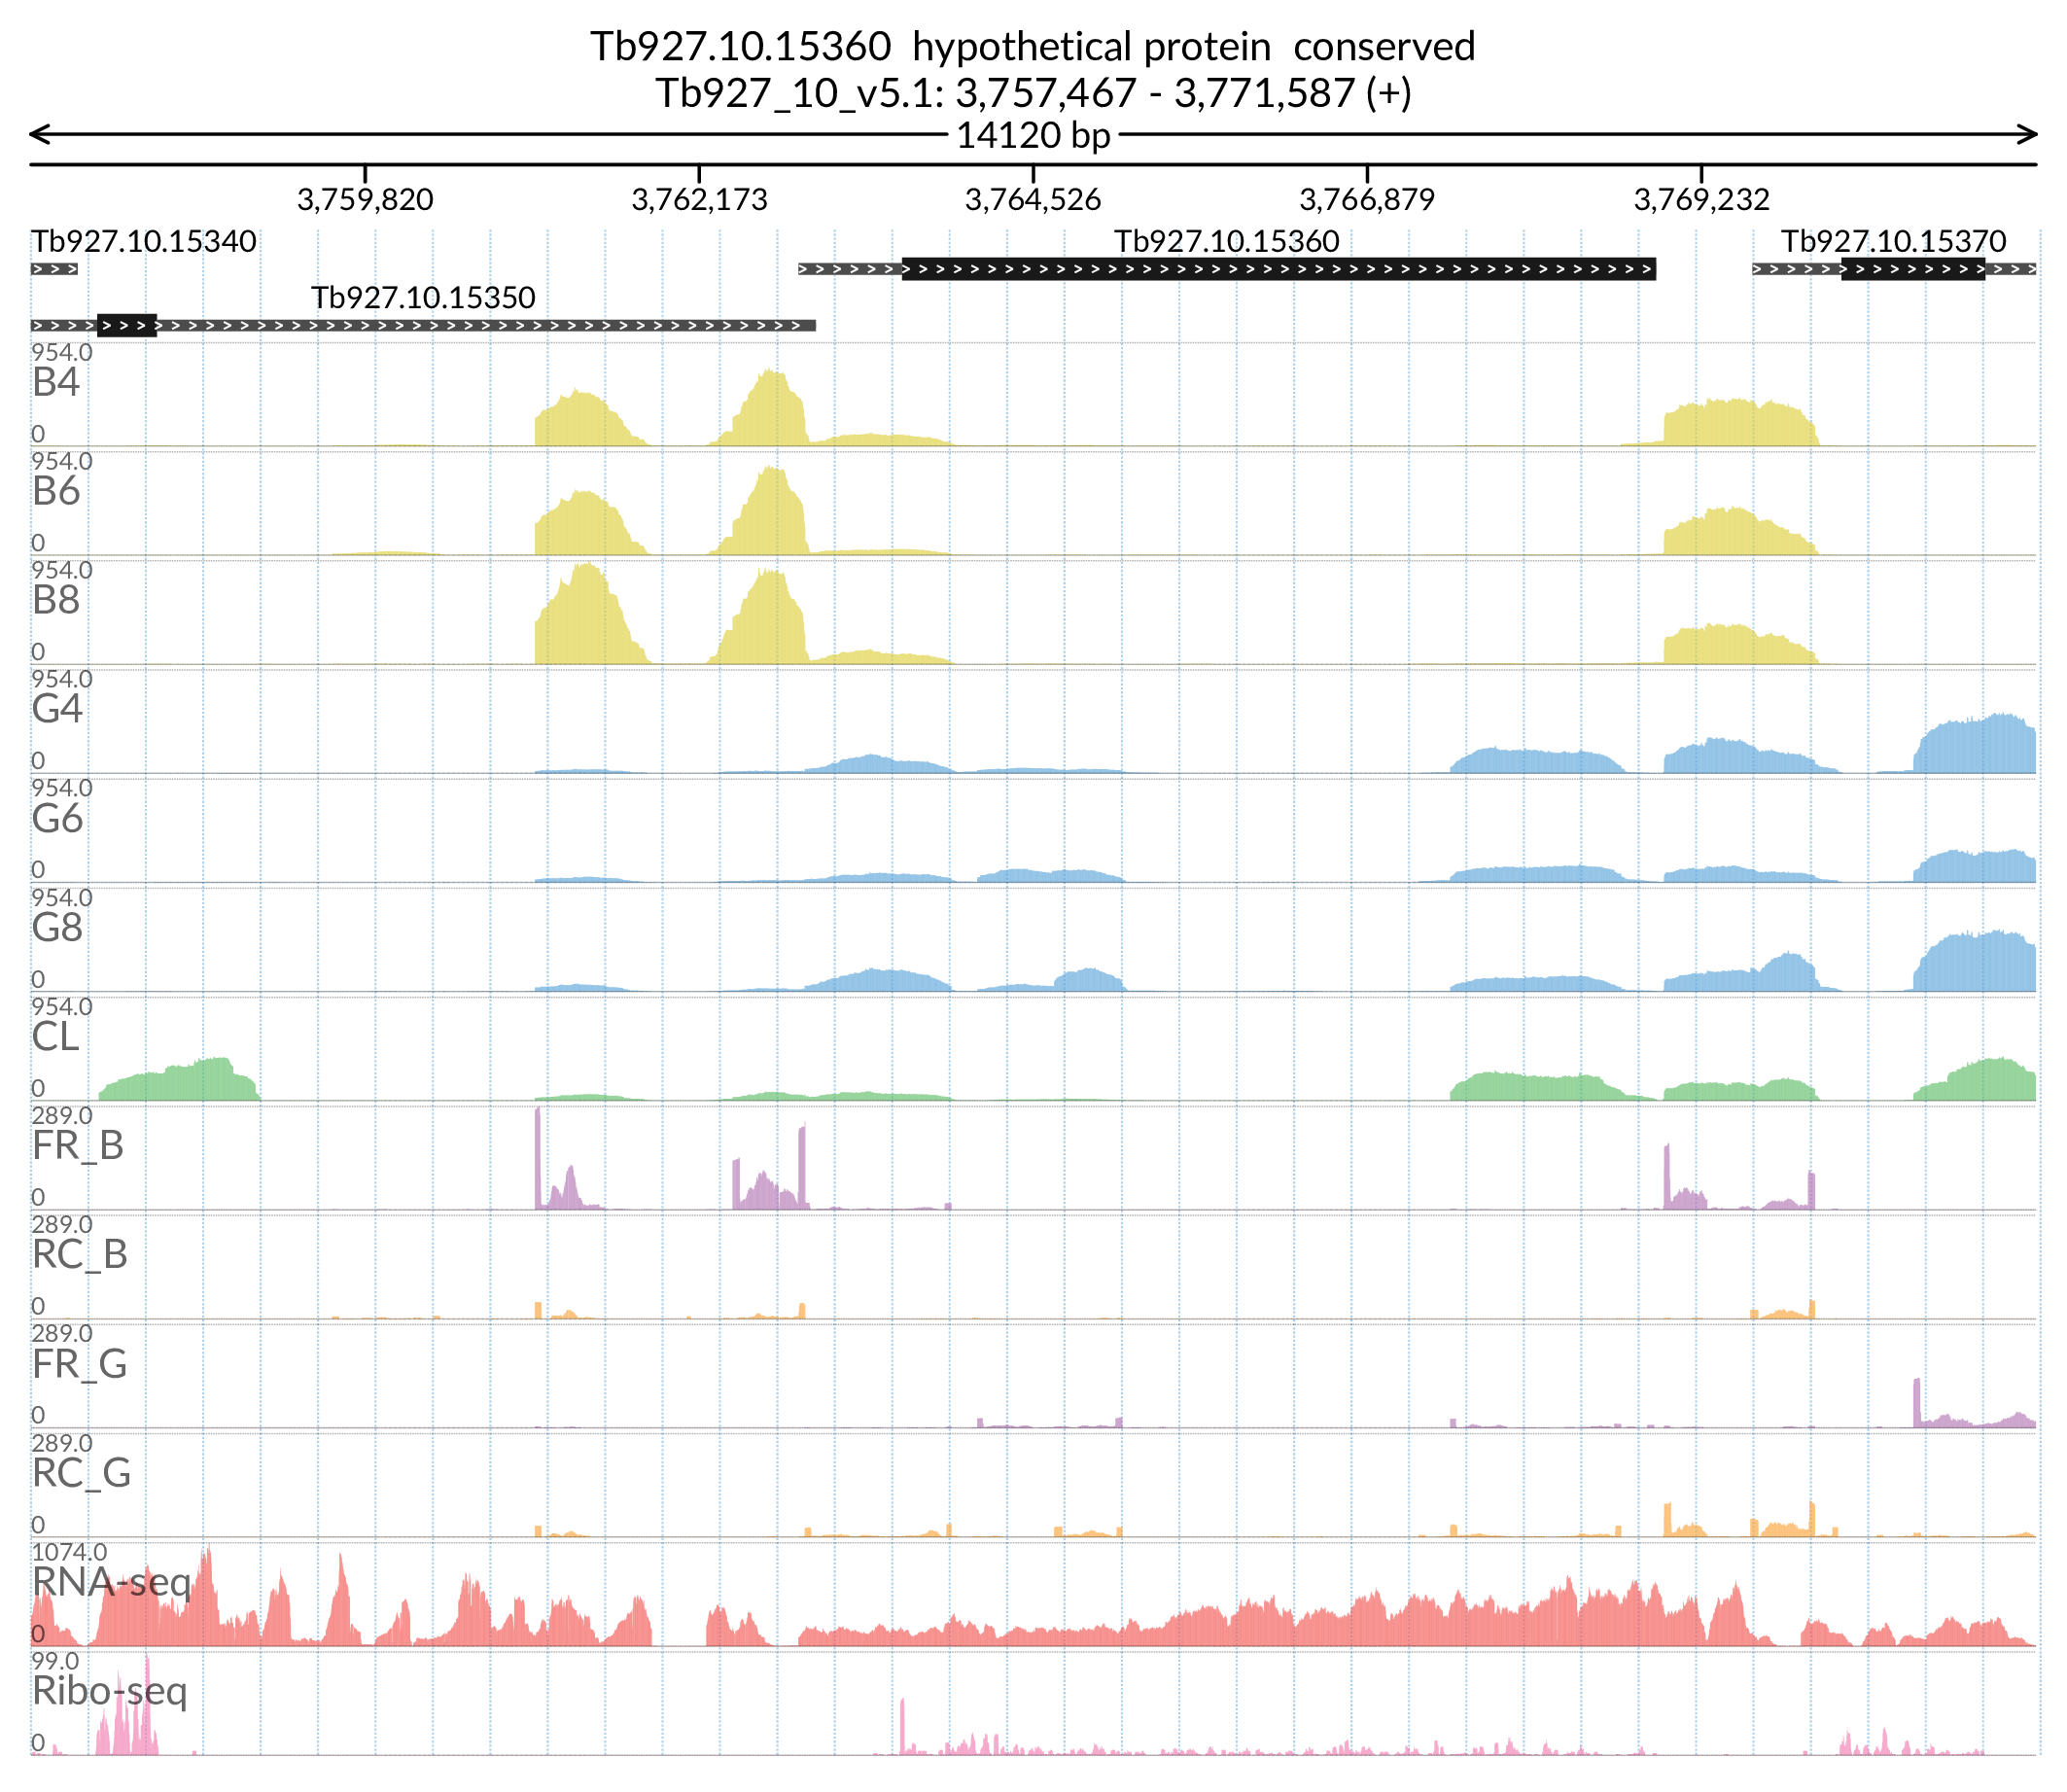 Tb927.10.15360 hypothetical protein conserved
Tb927_10_v5.1: 3,757,467 - 3,771,587 (+)
14120 bp
3,759,820 3,762,173 3,764,526 3,766,879 3,769,232
Tb927.10.15340 Tb927.10.15360 Tb927.10.15370
Tb927.10.15350
954.0
B4
0
954.0
B6
0
954.0
B8
0
954.0
G4
0
954.0
G6
0
954.0
G8
0
954.0
CL
0
289.0
FR_B
0
289.0
RC_B
0
289.0
FR_G
0
289.0
RC_G
0
1074.0
RNA-seq
0
99.0
Ribo-seq
0